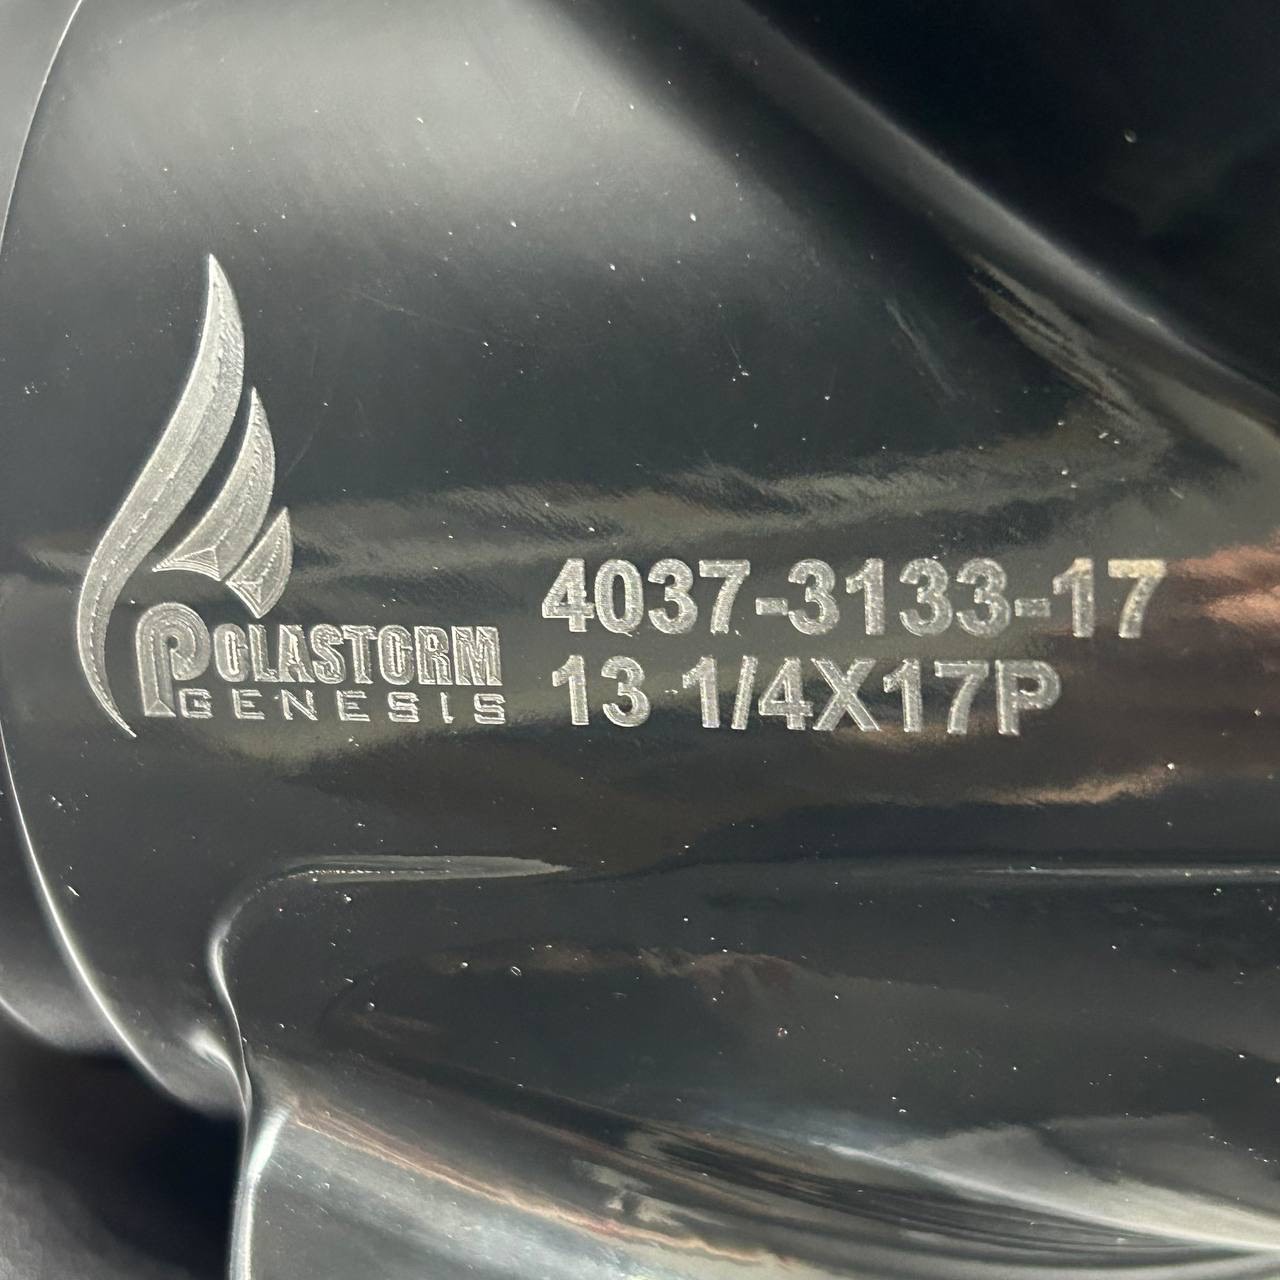 POLASTORM
GENESIS
4037-3133-17
13 1/4X17P